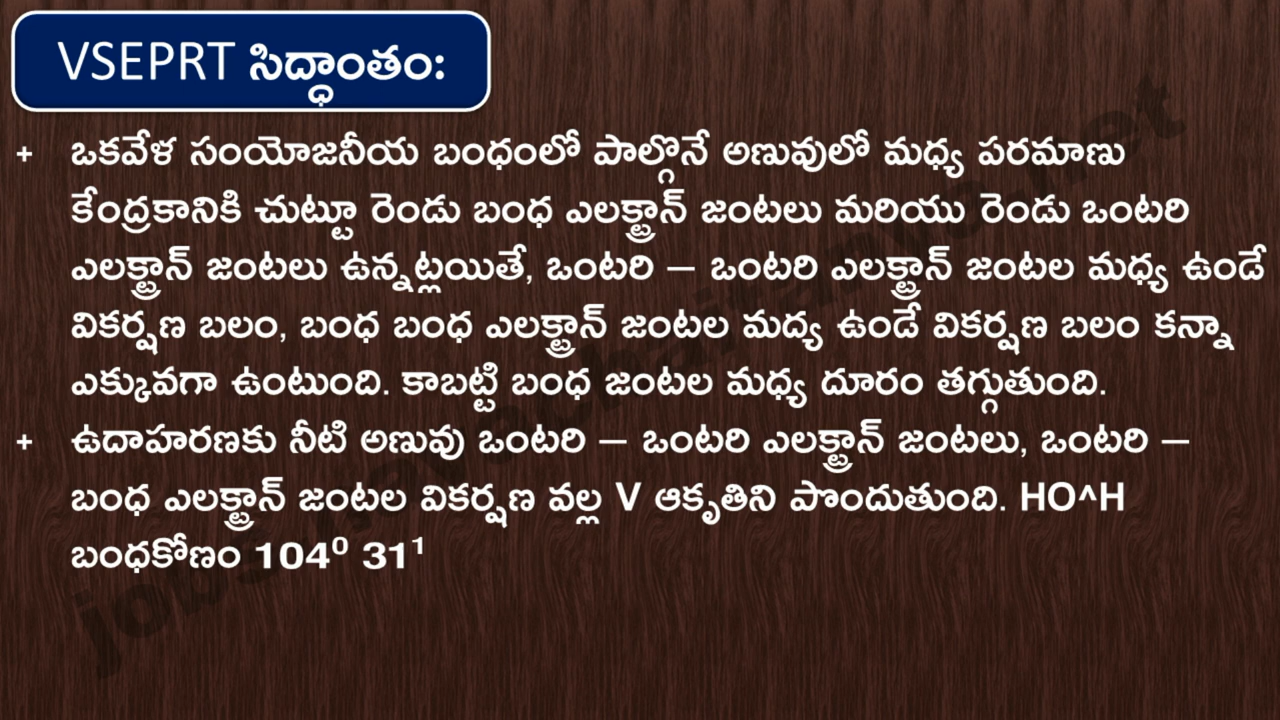 VSEPRT సిద్ధాంతం:
+ ఒకవేళ సంయోజనీయ బంధంలో పాల్గొనే అణువులో మధ్య పరమాణు
కేంద్రకానికి చుట్టూ రెండు బంధ ఎలక్ట్రాన్ జంటలు మరియు రెండు ఒంటరి
ఎలక్ట్రాన్ జంటలు ఉన్నట్లయితే, ఒంటరి – ఒంటరి ఎలక్ట్రాన్ జంటల మధ్య ఉండే
వికర్షణ బలం, బంధ బంధ ఎలక్ట్రాన్ జంటల మద్య ఉండే వికర్షణ బలం కన్నా
ఎక్కువగా ఉంటుంది. కాబట్టి బంధ జంటల మధ్య దూరం తగ్గుతుంది.
+ ఉదాహరణకు నీటి అణువు ఒంటరి – ఒంటరి ఎలక్ట్రాన్ జంటలు, ఒంటరి –
బంధ ఎలక్ట్రాన్ జంటల వికర్షణ వల్ల V ఆకృతిని పొందుతుంది. HO^H
బంధకోణం 104⁰ 31¹